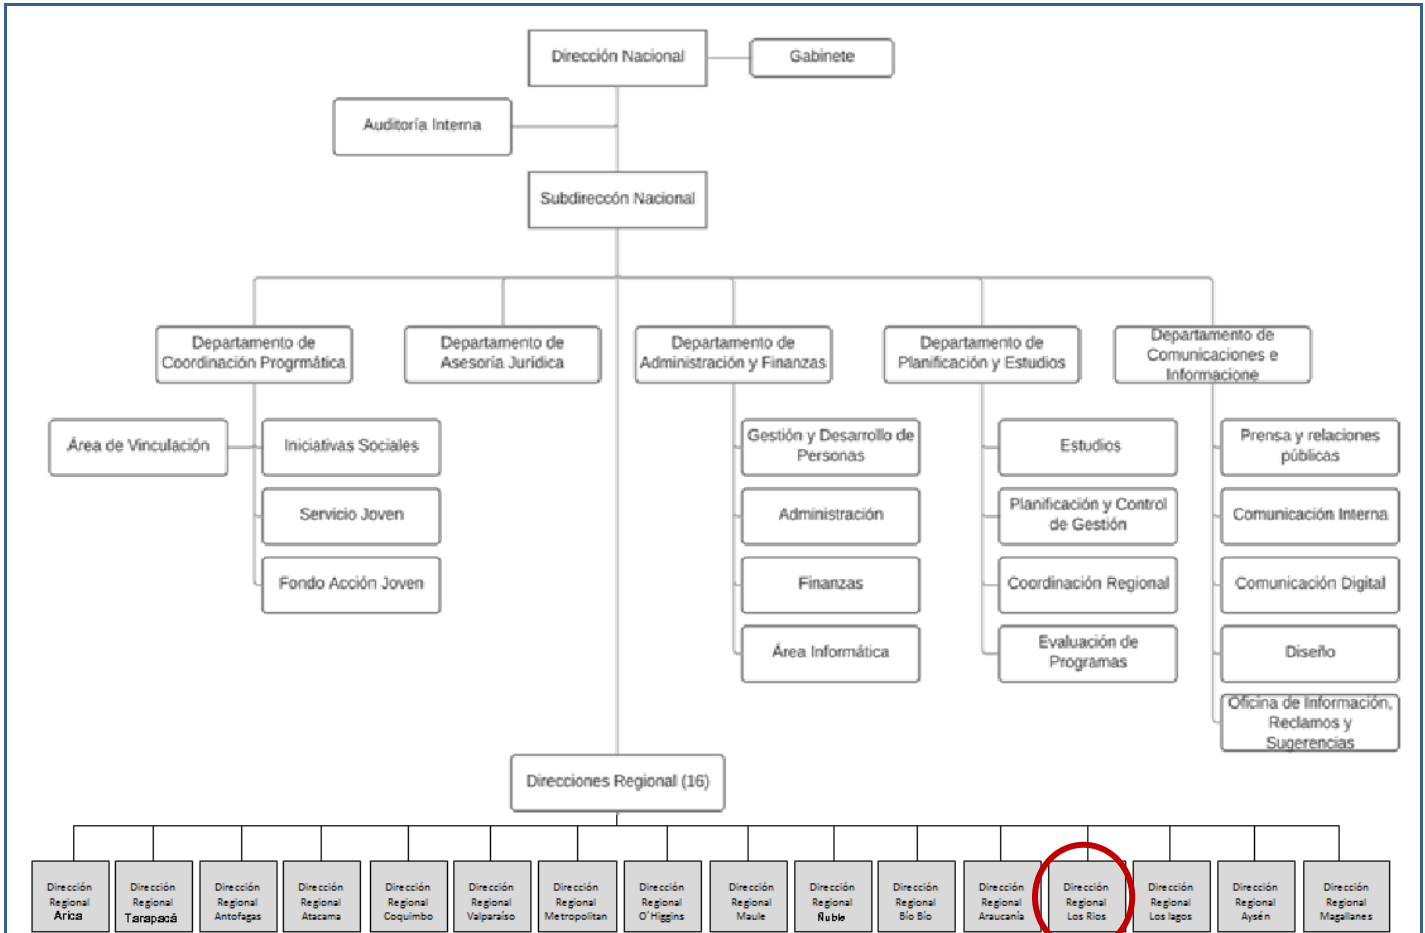 Dirección Nacional
Gabinete
Auditoría Interna
Subdireccón Nacional
Departamento de
Coordinación Progrmática
Departamento de
Asesoría Jurídica
Departamento de
Administración y Finanzas
Departamento de
Planificación y Estudios
Departamento de
Comunicaciones e
Informacione
Área de Vinculación
Iniciativas Sociales
Servicio Joven
Fondo Acción Joven
Gestión y Desarrollo de
Personas
Administración
Finanzas
Área Informática
Estudios
Planificación y Control
de Gestión
Coordinación Regional
Evaluación de
Programas
Prensa y relaciones
públicas
Comunicación Interna
Comunicación Digital
Diseño
Oficina de Información,
Reclamos y
Sugerencias
Direcciones Regional (16)
Dirección
Regional
Arica
Dirección
Regional
Tarapacá
Dirección
Regional
Antofagas
Dirección
Regional
Atacama
Dirección
Regional
Coquimbo
Dirección
Regional
Valparaíso
Dirección
Regional
Metropolitan
Dirección
Regional
O´Higgins
Dirección
Regional
Maule
Dirección
Regional
Ñuble
Dirección
Regional
Bío Bío
Dirección
Regional
Araucanía
Dirección
Regional
Los Rios
Dirección
Regional
Los lagos
Dirección
Regional
Aysén
Dirección
Regional
Magallanes